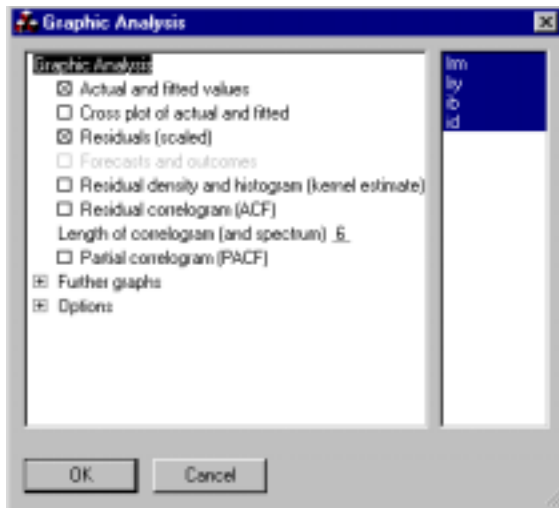 Graphic Analysis
Graphic Analysis
Actual and fitted values
Cross plot of actual and fitted
Residuals (scaled)
Forecasts and outcomes
Residual density and histogram (kernel estimate)
Residual correlogram (ACF)
Length of correlogram (and spectrum) 6
Partial correlogram (PACF)
Further graphs
Options
lrm
lry
ib
id
OK
Cancel